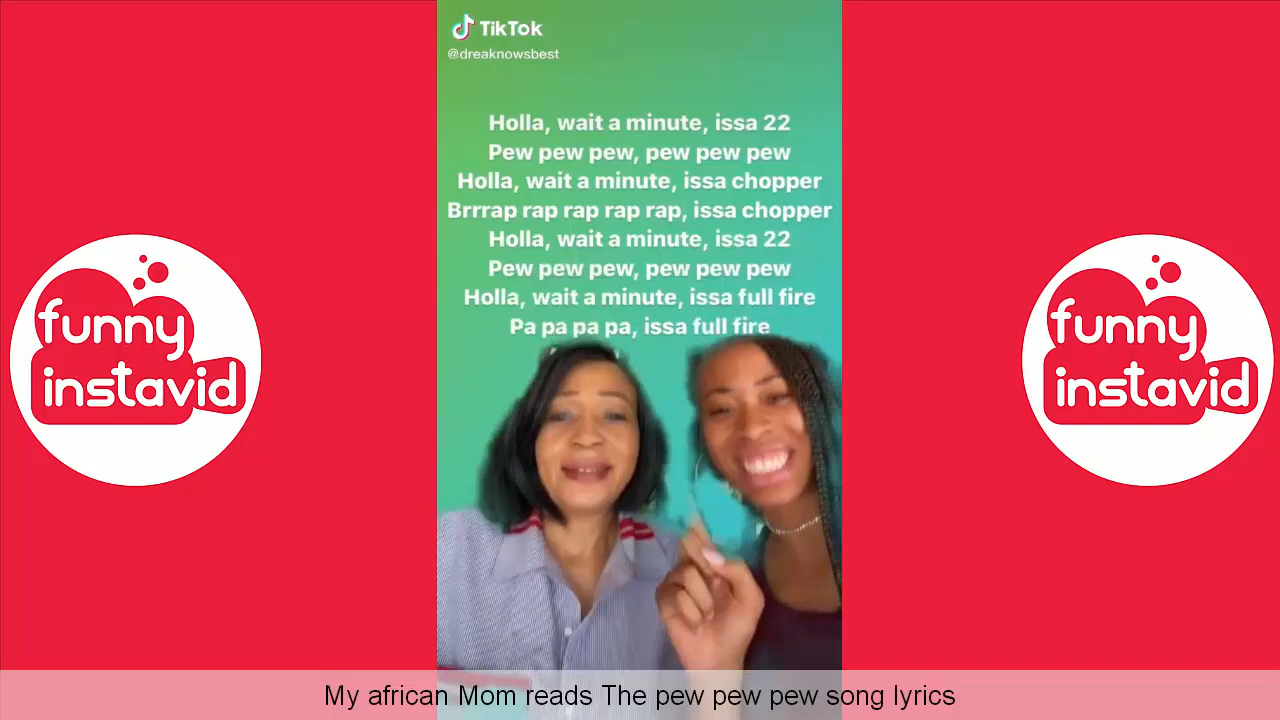 TikTok
@dreaknowsbest
Holla, wait a minute, issa 22
Pew pew pew, pew pew pew
Holla, wait a minute, issa chopper
Brrrap rap rap rap rap, issa chopper
Holla, wait a minute, issa 22
Pew pew pew, pew pew pew
Holla, wait a minute, issa full fire
Pa pa pa pa, issa full fire
funny
instavid
funny
instavid
My african Mom reads The pew pew pew song lyrics